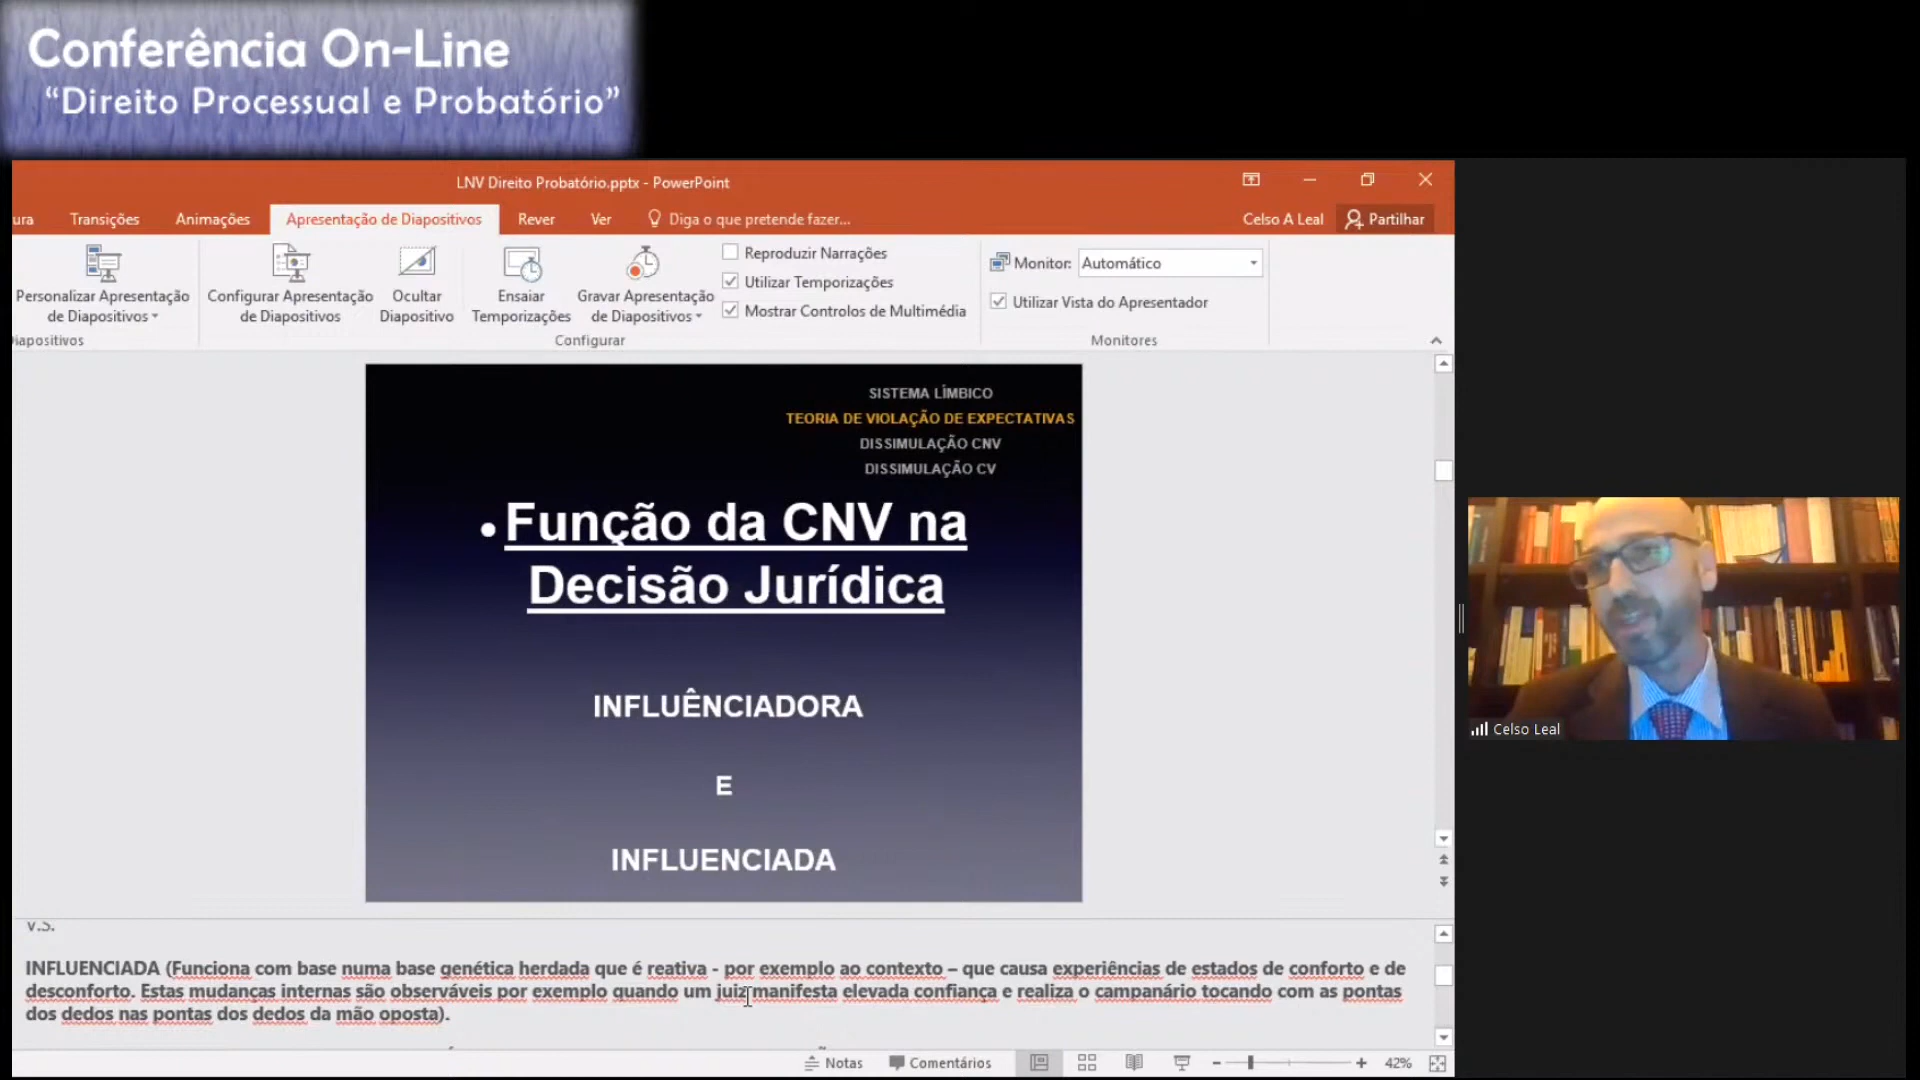 Conferência On-Line
“Direito Processual e Probatório”
LNV Direito Probatório.pptx - PowerPoint
ura Transições Animações Apresentação de Diapositivos Rever Ver Diga o que pretende fazer... Celso A Leal Partilhar
Personalizar Apresentação de Diapositivos
Configurar Apresentação de Diapositivos
Ocultar Diapositivo
Ensaiar Temporizações
Gravar Apresentação de Diapositivos
Reproduzir Narrações
Utilizar Temporizações
Mostrar Controlos de Multimédia
Monitor: Automático
Utilizar Vista do Apresentador
iapositivos Configurar Monitores
SISTEMA LÍMBICO
TEORIA DE VIOLAÇÃO DE EXPECTATIVAS
DISSIMULAÇÃO CNV
DISSIMULAÇÃO CV
• Função da CNV na
Decisão Jurídica
INFLUÊNCIADORA
E
INFLUENCIADA
Celso Leal
V.S.
INFLUENCIADA (Funciona com base numa base genética herdada que é reativa - por exemplo ao contexto – que causa experiências de estados de conforto e de
desconforto. Estas mudanças internas são observáveis por exemplo quando um juiz manifesta elevada confiança e realiza o campanário tocando com as pontas
dos dedos nas pontas dos dedos da mão oposta).
Notas Comentários 42%